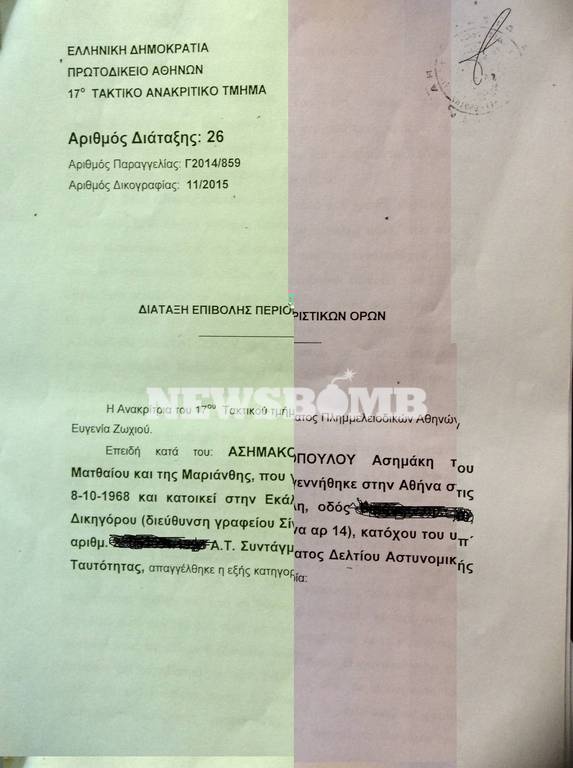 ΕΛΛΗΝΙΚΗ ΔΗΜΟΚΡΑΤΙΑ
ΠΡΩΤΟΔΙΚΕΙΟ ΑΘΗΝΩΝ
17ο ΤΑΚΤΙΚΟ ΑΝΑΚΡΙΤΙΚΟ ΤΜΗΜΑ
Αριθμός Διάταξης: 26
Αριθμός Παραγγελίας: Γ2014/859
Αριθμός Δικογραφίας: 11/2015
ΔΙΑΤΑΞΗ ΕΠΙΒΟΛΗΣ ΠΕΡΙΟΡΙΣΤΙΚΩΝ ΟΡΩΝ
NEWSBOMB
Η Ανακρίτρια του 17ου Τακτικού τμήματος Πλημμελειοδικών Αθηνών,
Ευγενία Ζωχιού.
Επειδή κατά του: ΑΣΗΜΑΚΟΠΟΥΛΟΥ Ασημάκη του
Ματθαίου και της Μαριάνθης, που γεννήθηκε στην Αθήνα στις
8-10-1968 και κατοικεί στην Εκάλη, οδός
Δικηγόρου (διεύθυνση γραφείου Σίνα αρ 14), κατόχου του υπ΄
αριθμ. Α.Τ. Συντάγματος Δελτίου Αστυνομικής
Ταυτότητας, απαγγέλθηκε η εξής κατηγορία: